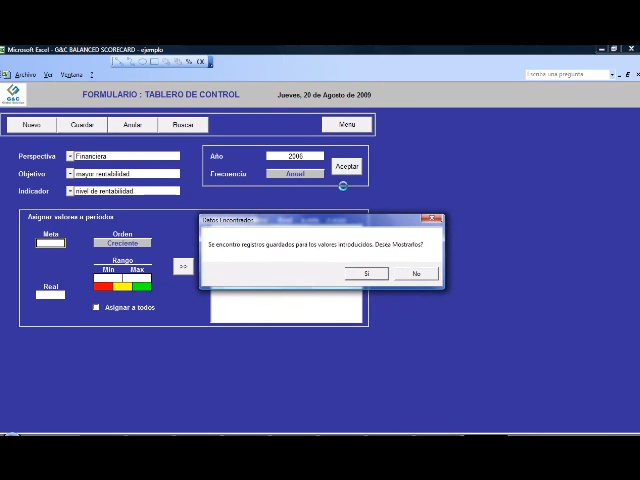 Microsoft Excel - G&C BALANCED SCORECARD - ejemplo
Archivo Ver Ventana ?
Escriba una pregunta
G&C
FORMULARIO : TABLERO DE CONTROL
Jueves, 20 de Agosto de 2009
Nuevo Guardar Anular Buscar Menu
Perspectiva Financiera
Objetivo mayor rentabilidad
Indicador nivel de rentabilidad
Año 2006
Frecuencia Anual
Aceptar
Asignar valores a periodos
Meta Orden
Creciente
Rango
Min Max
Real
Asignar a todos
>>
Datos Encontrados
Se encontro registros guardados para los valores introducidos. Desea Mostrarlos?
Si No